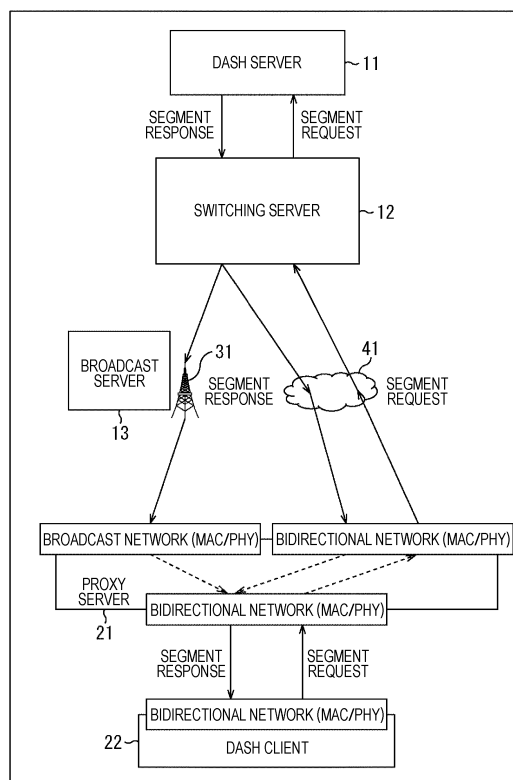 DASH SERVER
11
SEGMENT
RESPONSE
SEGMENT
REQUEST
SWITCHING SERVER
12
BROADCAST
SERVER
13
31
SEGMENT
RESPONSE
41
SEGMENT
REQUEST
BROADCAST NETWORK (MAC/PHY)
BIDIRECTIONAL NETWORK (MAC/PHY)
PROXY
SERVER
21
BIDIRECTIONAL NETWORK (MAC/PHY)
SEGMENT
RESPONSE
SEGMENT
REQUEST
BIDIRECTIONAL NETWORK (MAC/PHY)
22
DASH CLIENT